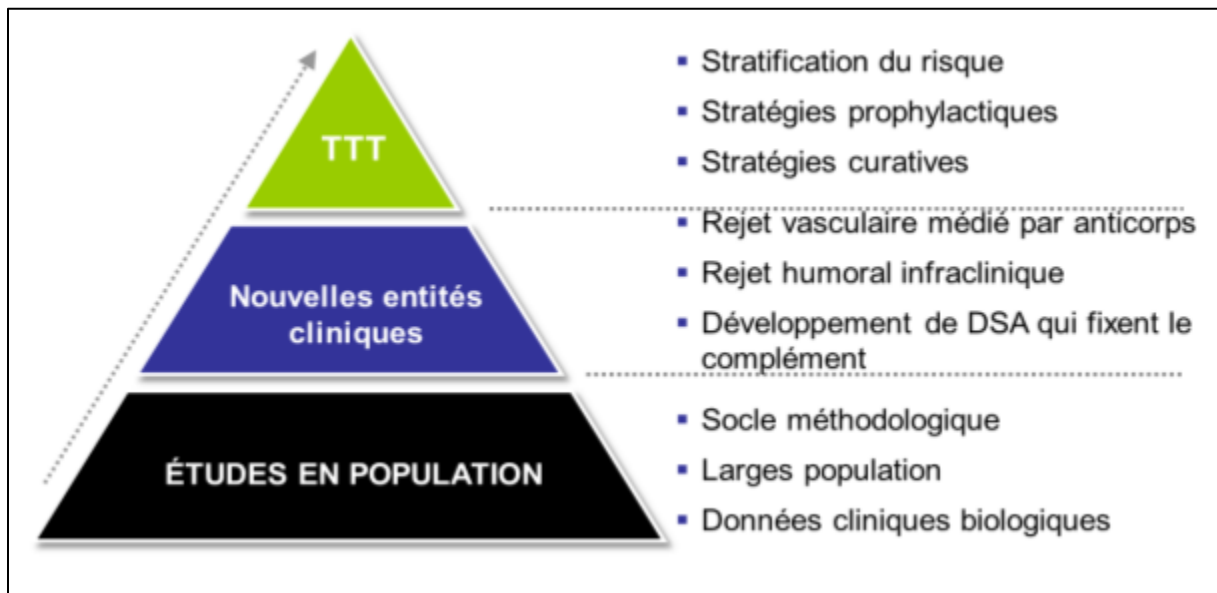 TTT
Stratification du risque
Stratégies prophylactiques
Stratégies curatives
Nouvelles entités
cliniques
Rejet vasculaire médié par anticorps
Rejet humoral infraclinique
Développement de DSA qui fixent le
complément
ÉTUDES EN POPULATION
Socle méthodologique
Larges population
Données cliniques biologiques